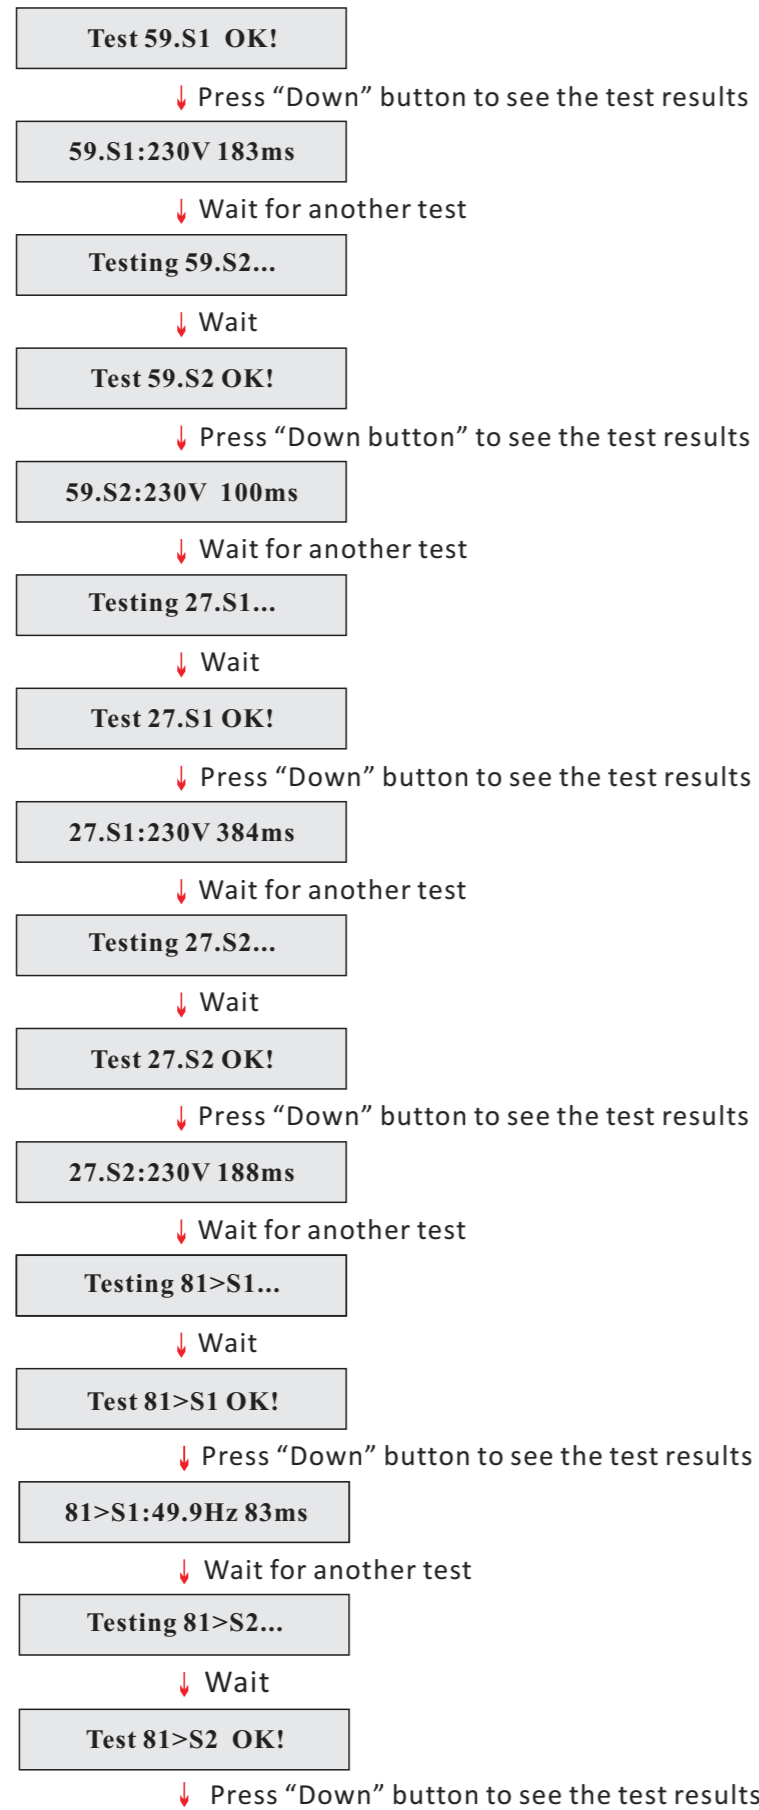 Test 59.S1 OK!
Press “Down” button to see the test results
59.S1:230V 183ms
Wait for another test
Testing 59.S2...
Wait
Test 59.S2 OK!
Press “Down button” to see the test results
59.S2:230V 100ms
Wait for another test
Testing 27.S1...
Wait
Test 27.S1 OK!
Press “Down” button to see the test results
27.S1:230V 384ms
Wait for another test
Testing 27.S2...
Wait
Test 27.S2 OK!
Press “Down” button to see the test results
27.S2:230V 188ms
Wait for another test
Testing 81>S1...
Wait
Test 81>S1 OK!
Press “Down” button to see the test results
81>S1:49.9Hz 83ms
Wait for another test
Testing 81>S2...
Wait
Test 81>S2 OK!
Press “Down” button to see the test results